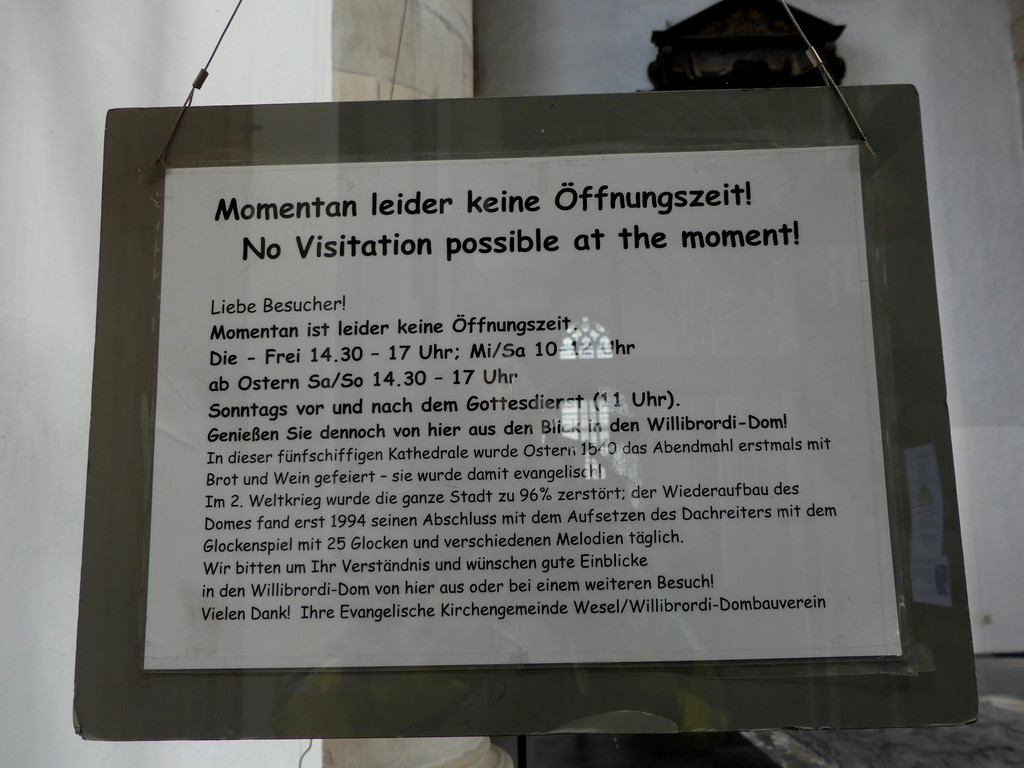 Momentan leider keine Öffnungszeit!
No Visitation possible at the moment!
Liebe Besucher!
Momentan ist leider keine Öffnungszeit.
Die - Frei 14.30 - 17 Uhr; Mi/Sa 10-12 Uhr
ab Ostern Sa/So 14.30 - 17 Uhr
Sonntags vor und nach dem Gottesdienst (11 Uhr).
Genießen Sie dennoch von hier aus den Blick in den Willibrordi-Dom!
In dieser fünfschiffigen Kathedrale wurde Ostern 1540 das Abendmahl erstmals mit
Brot und Wein gefeiert - sie wurde damit evangelisch!
Im 2. Weltkrieg wurde die ganze Stadt zu 96% zerstört; der Wiederaufbau des
Domes fand erst 1994 seinen Abschluss mit dem Aufsetzen des Dachreiters mit dem
Glockenspiel mit 25 Glocken und verschiedenen Melodien täglich.
Wir bitten um Ihr Verständnis und wünschen gute Einblicke
in den Willibrordi-Dom von hier aus oder bei einem weiteren Besuch!
Vielen Dank! Ihre Evangelische Kirchengemeinde Wesel/Willibrordi-Dombauverein